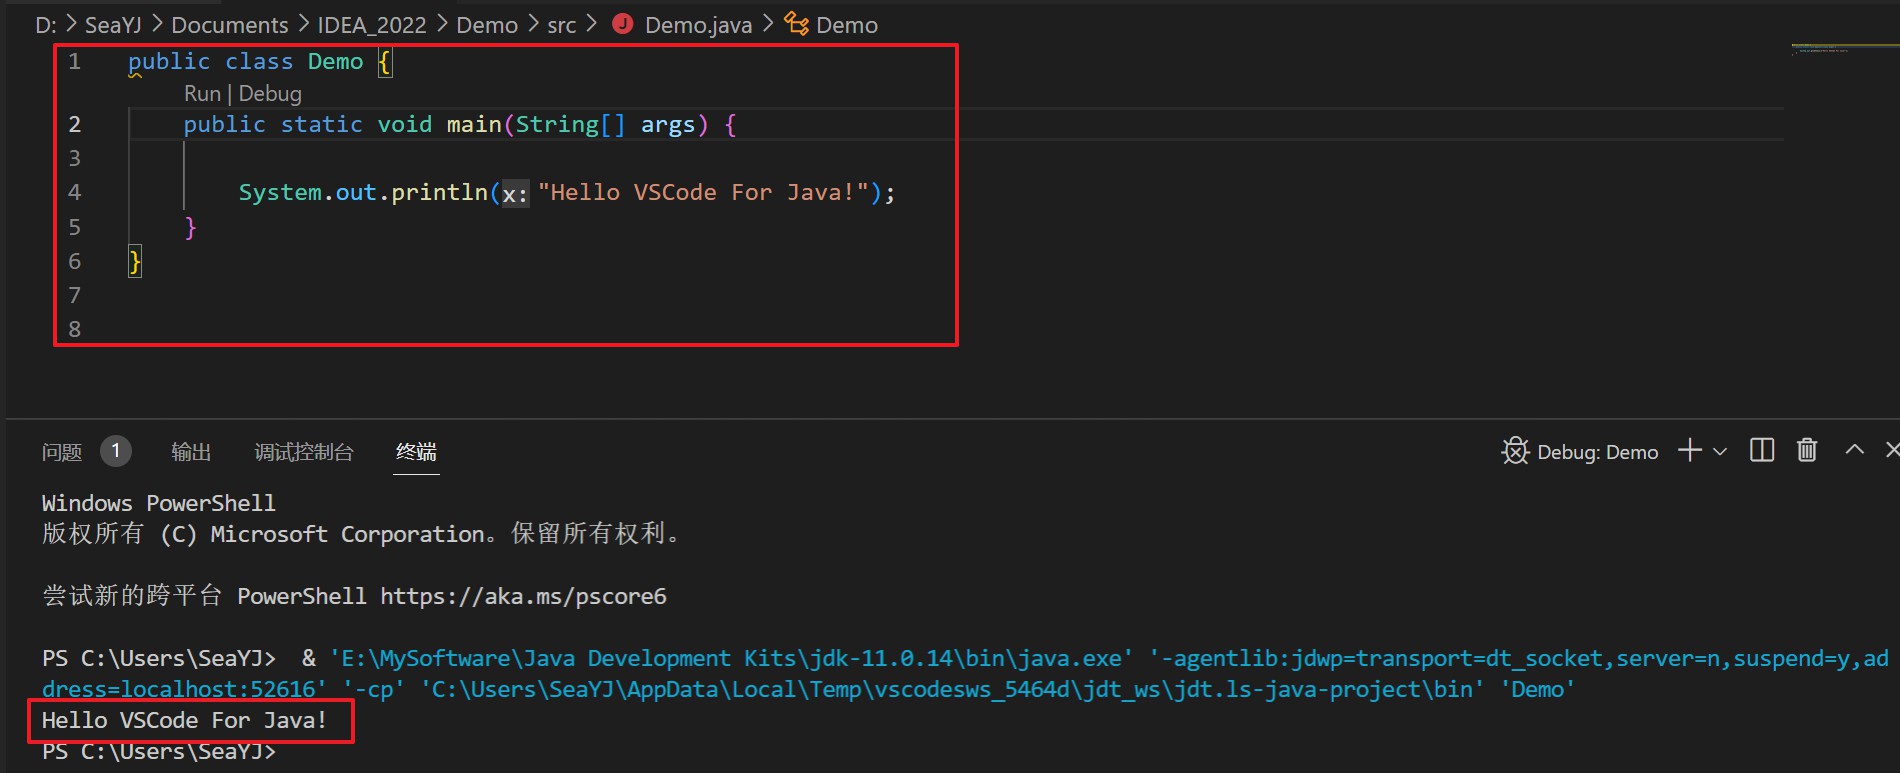 D: > SeaYJ > Documents > IDEA_2022 > Demo > src > J Demo.java > Demo
1 public class Demo {
Run | Debug
2 public static void main(String[] args) {
3
4 System.out.println(x: "Hello VSCode For Java!");
5 }
6 }
7
8
问题 1 输出 调试控制台 终端 Debug: Demo
Windows PowerShell
版权所有 (C) Microsoft Corporation。保留所有权利。
尝试新的跨平台 PowerShell https://aka.ms/pscore6
PS C:\Users\SeaYJ>  & 'E:\MySoftware\Java Development Kits\jdk-11.0.14\bin\java.exe' '-agentlib:jdwp=transport=dt_socket,server=n,suspend=y,ad
dress=localhost:52616' '-cp' 'C:\Users\SeaYJ\AppData\Local\Temp\vscodesws_5464d\jdt_ws\jdt.ls-java-project\bin' 'Demo'
Hello VSCode For Java!
PS C:\Users\SeaYJ>